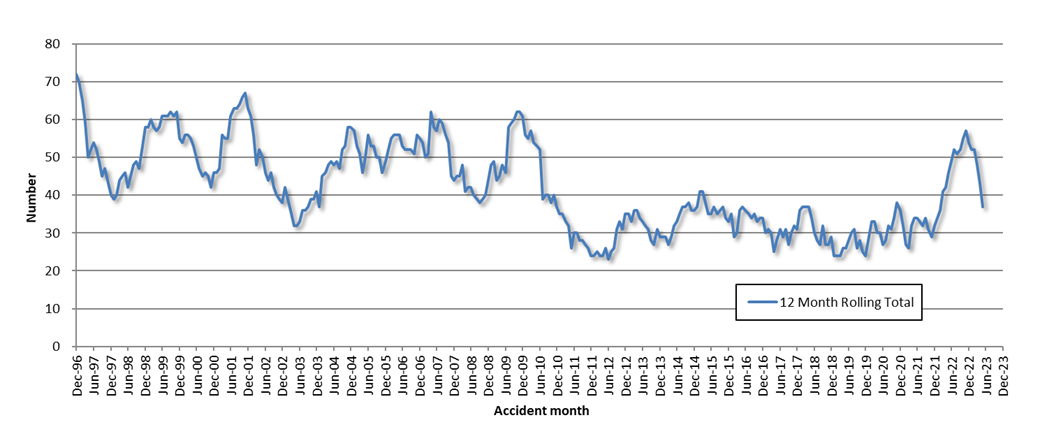 80
70
60
50
40
30
20
10
0
Number
12 Month Rolling Total
Dec-96
Jun-97
Dec-97
Jun-98
Dec-98
Jun-99
Dec-99
Jun-00
Dec-00
Jun-01
Dec-01
Jun-02
Dec-02
Jun-03
Dec-03
Jun-04
Dec-04
Jun-05
Dec-05
Jun-06
Dec-06
Jun-07
Dec-07
Jun-08
Dec-08
Jun-09
Dec-09
Jun-10
Dec-10
Jun-11
Dec-11
Jun-12
Dec-12
Jun-13
Dec-13
Jun-14
Dec-14
Jun-15
Dec-15
Jun-16
Dec-16
Jun-17
Dec-17
Jun-18
Dec-18
Jun-19
Dec-19
Jun-20
Dec-20
Jun-21
Dec-21
Jun-22
Dec-22
Jun-23
Dec-23
Accident month